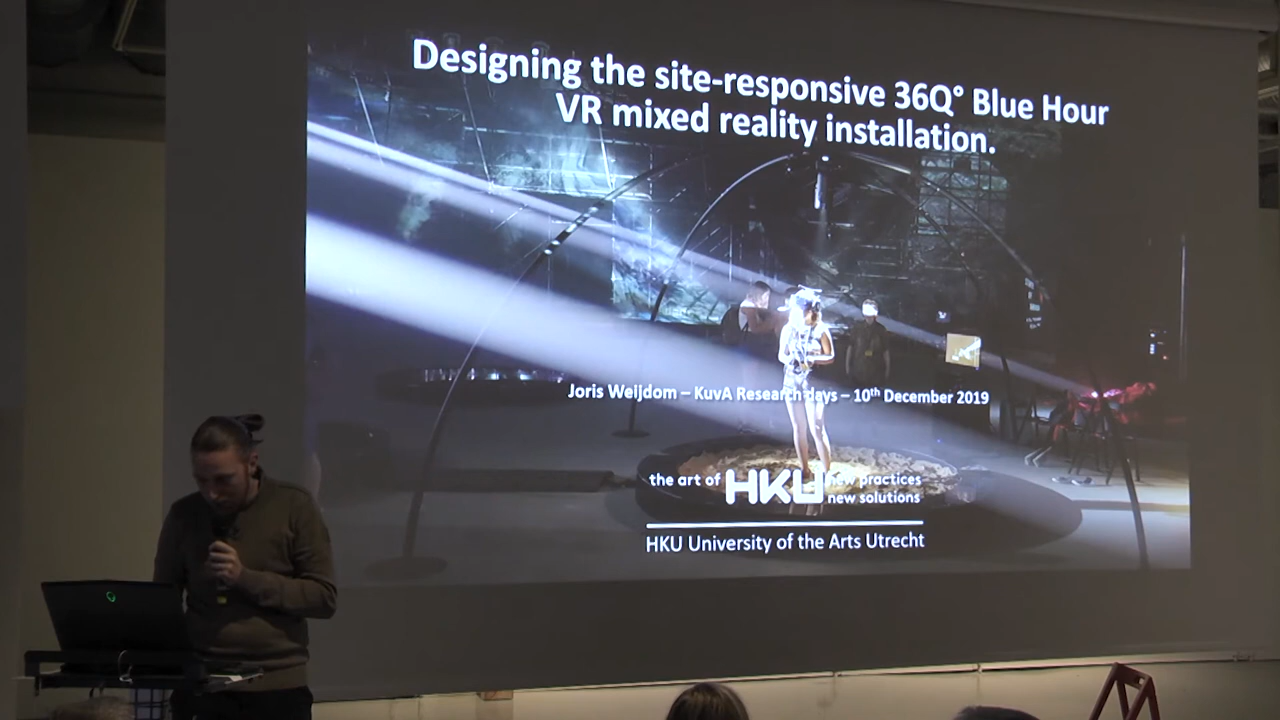 Designing the site-responsive 36Q° Blue Hour
VR mixed reality installation.
Joris Weijdom – KuvA Research days – 10th December 2019
the art of HKU new practices
new solutions
HKU University of the Arts Utrecht